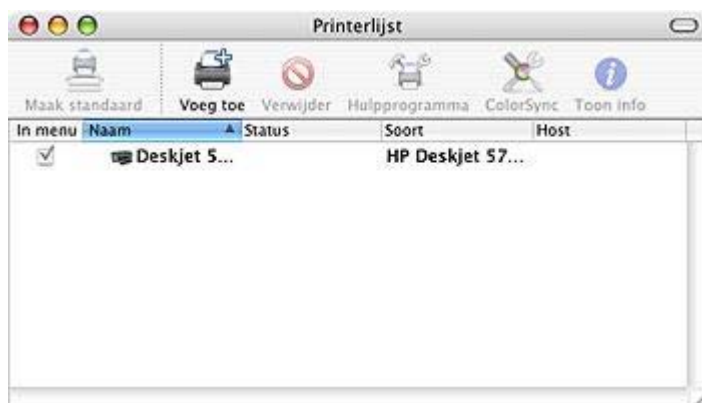 Printerlijst
Maak standaard Voeg toe Verwijder Hulpprogramma ColorSync Toon info
In menu Naam Status Soort Host
Deskjet 5... HP Deskjet 57...